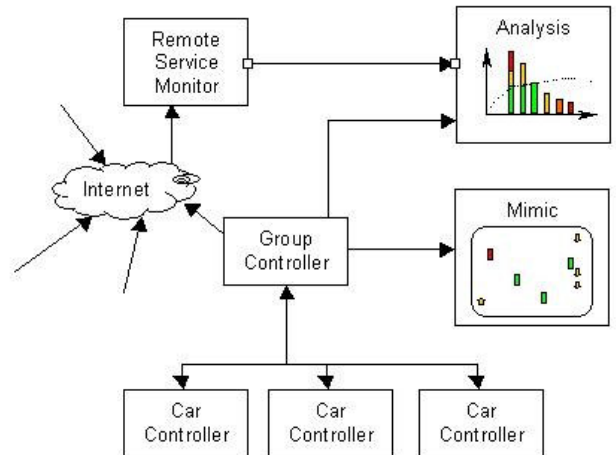 Remote
Service
Monitor
Analysis
Internet
Group
Controller
Mimic
Car
Controller
Car
Controller
Car
Controller